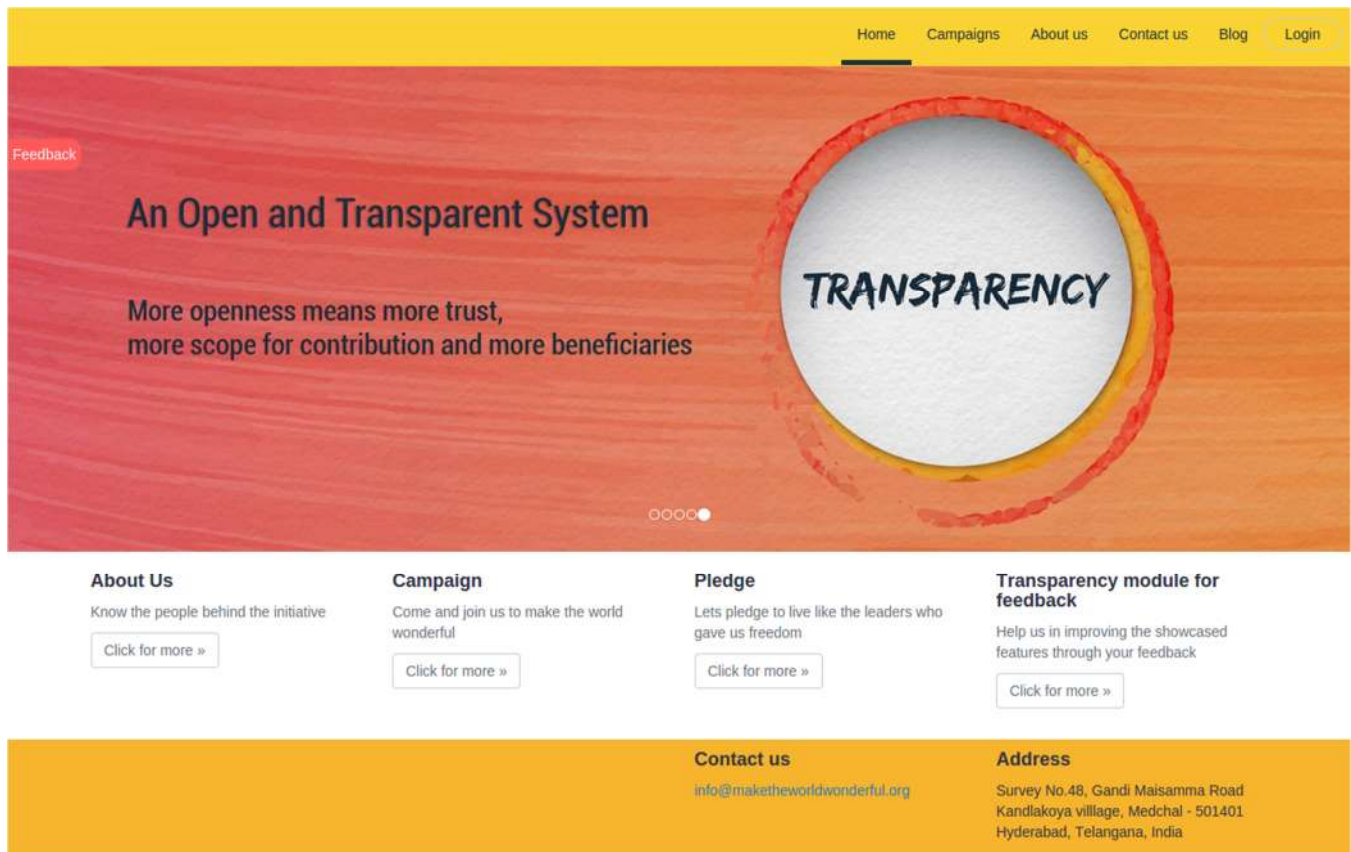 Home Campaigns About us Contact us Blog Login
Feedback
An Open and Transparent System
More openness means more trust,
more scope for contribution and more beneficiaries
TRANSPARENCY
About Us
Know the people behind the initiative
Click for more »
Campaign
Come and join us to make the world
wonderful
Click for more »
Pledge
Lets pledge to live like the leaders who
gave us freedom
Click for more »
Transparency module for
feedback
Help us in improving the showcased
features through your feedback
Click for more »
Contact us
info@maketheworldwonderful.org
Address
Survey No.48, Gandi Maisamma Road
Kandlakoya villlage, Medchal - 501401
Hyderabad, Telangana, India